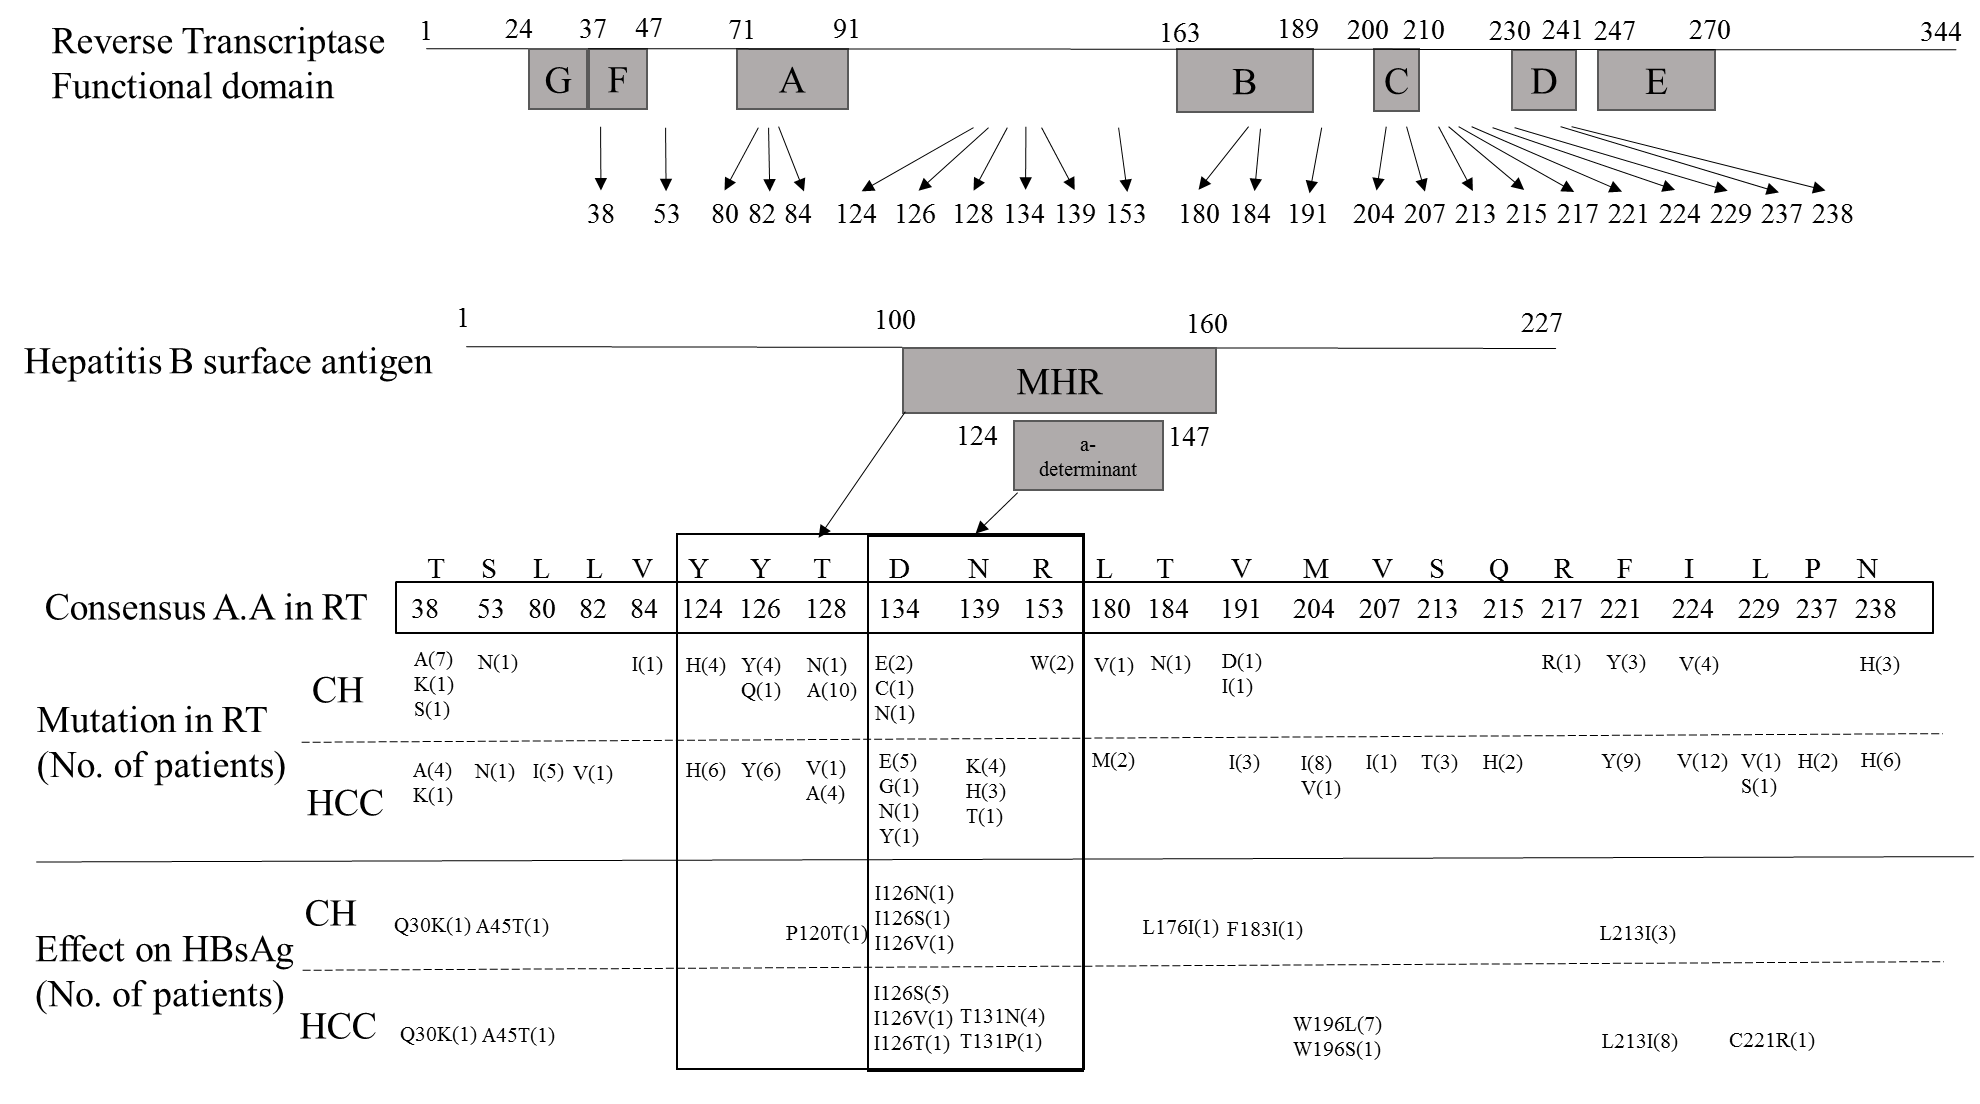 Reverse Transcriptase
Functional domain
1 24 37 47 71 91 163 189 200 210 230 241 247 270 344
G F A B C D E
38 53 80 82 84 124 126 128 134 139 153 180 184 191 204 207 213 215 217 221 224 229 237 238
1 100 160 227
Hepatitis B surface antigen
MHR
124 147
a-
determinant
T S L L V Y Y T D N R L T V M V S Q R F I L P N
Consensus A.A in RT 38 53 80 82 84 124 126 128 134 139 153 180 184 191 204 207 213 215 217 221 224 229 237 238
Mutation in RT
(No. of patients)
CH
A(7) N(1) I(1) H(4) Y(4) N(1) E(2) W(2) V(1) N(1) D(1) R(1) Y(3) V(4) H(3)
K(1) Q(1) A(10) C(1) I(1)
S(1) N(1)
HCC
A(4) N(1) I(5) V(1) H(6) Y(6) V(1) E(5) K(4) M(2) I(3) I(8) I(1) T(3) H(2) Y(9) V(12) V(1) H(2) H(6)
K(1) A(4) G(1) H(3) V(1) S(1)
N(1) T(1)
Y(1)
Effect on HBsAg
(No. of patients)
CH
I126N(1)
Q30K(1) A45T(1) P120T(1) I126S(1) L176I(1) F183I(1) L213I(3)
I126V(1)
HCC
I126S(5)
I126V(1) T131N(4) W196L(7)
Q30K(1) A45T(1) I126T(1) T131P(1) W196S(1) L213I(8) C221R(1)